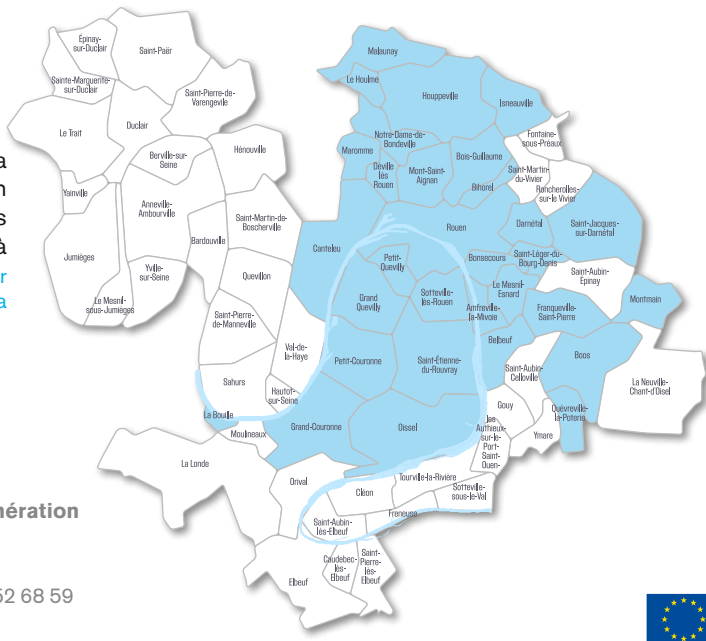 Épinay-
sur-Duclair
Saint-Paër
Sainte-Marguerite-
sur-Duclair
Saint-Pierre-de-
Varengeville
Le Trait
Duclair
Hénouville
Berville-sur-
Seine
Yainville
Anneville-
Ambourville
Saint-Martin-de-
Boscherville
Bardouville
Jumièges
Yville-
sur-Seine
Quevillon
Le Mesnil-
sous-Jumièges
Saint-Pierre-
de-Manneville
Val-de-
la-Haye
Sahurs
Hautot-
sur-Seine
La Bouille
Moulineaux
La Londe
Malaunay
Le Houlme
Houppeville
Isneauville
Notre-Dame-de-
Bondeville
Fontaine-
sous-Préaux
Maromme
Déville
lès
Rouen
Mont-Saint-
Aignan
Bois-Guillaume
Saint-Martin
du-Vivier
Bihorel
Roncherolles-
sur-le Vivier
Canteleu
Rouen
Darnétal
Saint-Jacques-
sur-Darnétal
Petit-
Quevilly
Bonsecours
Saint-Léger-du-
Bourg-Denis
Saint-Aubin-
Epinay
Grand
Quevilly
Sotteville-
lès-Rouen
Le Mesnil-
Esnard
Amfreville-
la-Mivoie
Franqueville-
Saint-Pierre
Montmain
Belbeuf
Boos
Petit-Couronne
Saint-Étienne-
du-Rouvray
Saint-Aubin-
Celloville
La Neuville-
Chant-d'Oisel
Gouy
Quévreville-
la-Poterie
Grand-Couronne
Oissel
Les
Authieux-
sur-le
Port-
Saint-
Ouen-
Ymare
Orival
Cléon
Tourville-la-Rivière
Sotteville-
sous-le-Val
Freneuse
Saint-Aubin-
lès-Elbeuf
Elbeuf
Caudebec-
lès-
Elbeuf
Saint-
Pierre-
lès-
Elbeuf
a
n
s
à
r
a
nération
52 68 59